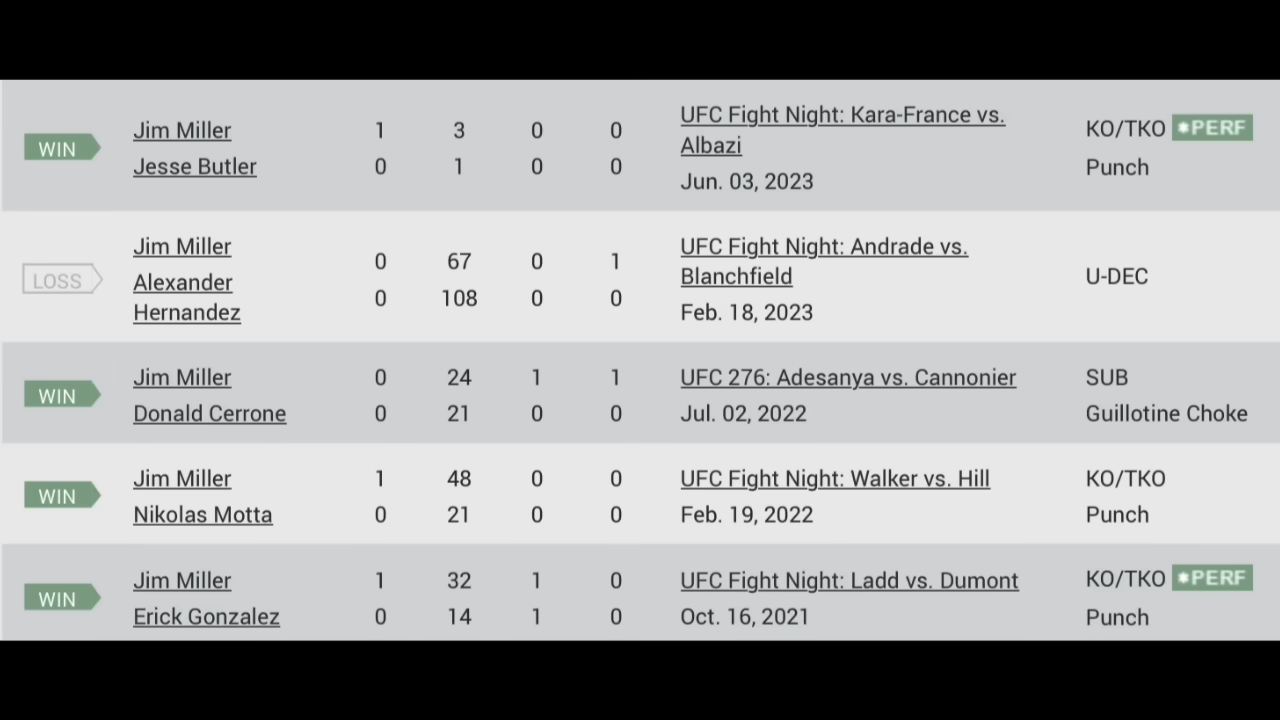 WIN
Jim Miller 1 3 0 0
Jesse Butler 0 1 0 0
UFC Fight Night: Kara-France vs.
Albazi
Jun. 03, 2023
KO/TKO *PERF
Punch
LOSS
Jim Miller 0 67 0 1
Alexander
Hernandez 0 108 0 0
UFC Fight Night: Andrade vs.
Blanchfield
Feb. 18, 2023
U-DEC
WIN
Jim Miller 0 24 1 1
Donald Cerrone 0 21 0 0
UFC 276: Adesanya vs. Cannonier
Jul. 02, 2022
SUB
Guillotine Choke
WIN
Jim Miller 1 48 0 0
Nikolas Motta 0 21 0 0
UFC Fight Night: Walker vs. Hill
Feb. 19, 2022
KO/TKO
Punch
WIN
Jim Miller 1 32 1 0
Erick Gonzalez 0 14 1 0
UFC Fight Night: Ladd vs. Dumont
Oct. 16, 2021
KO/TKO *PERF
Punch